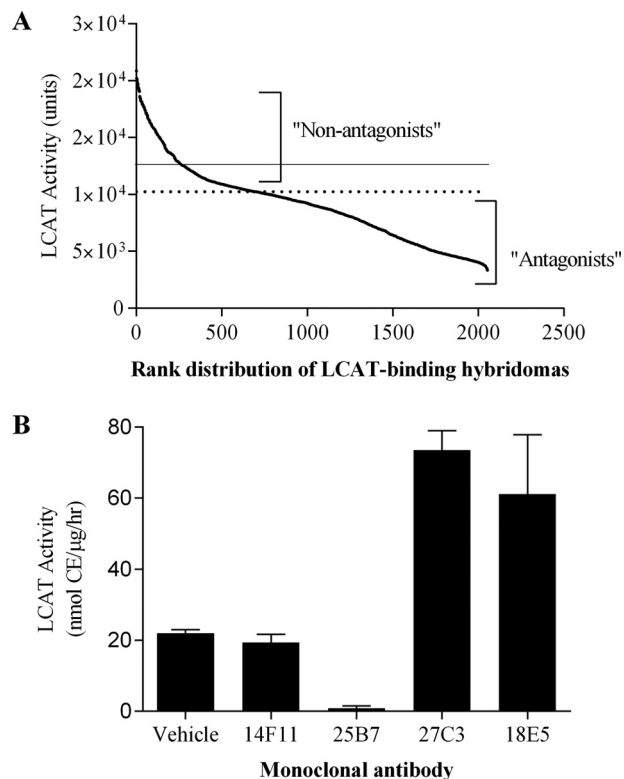 A
3×10⁴
2×10⁴
2×10⁴
1×10⁴
5×10³
0
LCAT Activity (units)
"Non-antagonists"
"Antagonists"
0 500 1000 1500 2000 2500
Rank distribution of LCAT-binding hybridomas
B
80
60
40
20
0
LCAT Activity
(nmol CE/μg/hr)
Vehicle 14F11 25B7 27C3 18E5
Monoclonal antibody